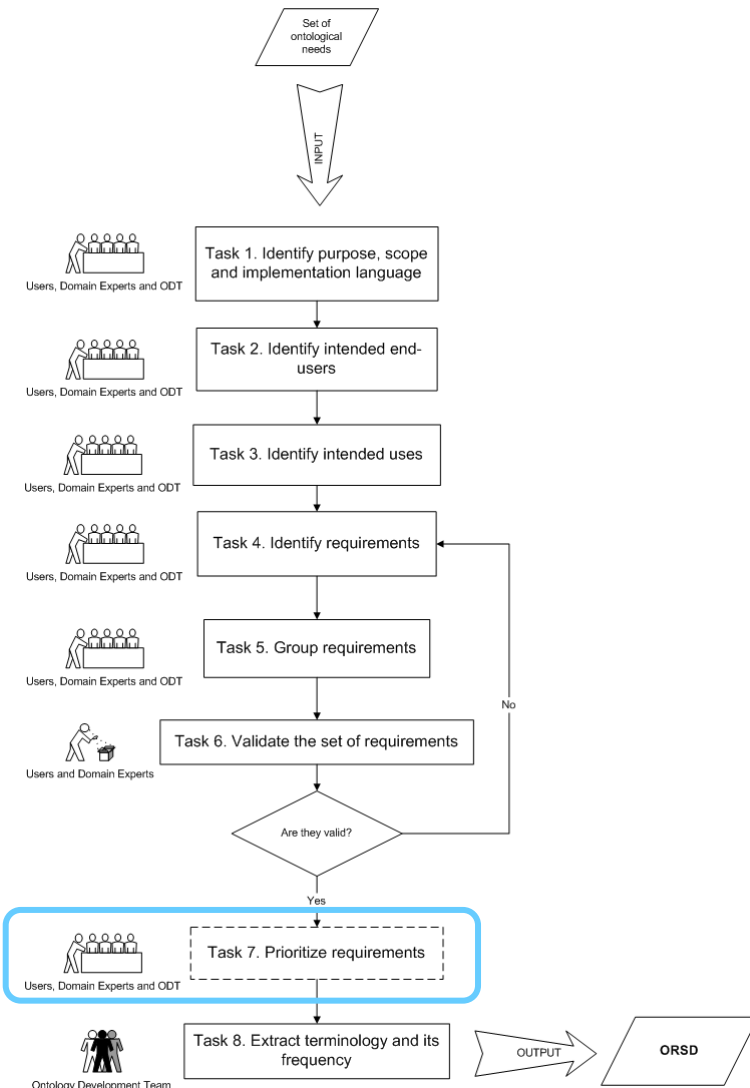 Set of
ontological
needs
INPUT
Task 1. Identify purpose, scope
and implementation language
Users, Domain Experts and ODT
Task 2. Identify intended end-
users
Users, Domain Experts and ODT
Task 3. Identify intended uses
Users, Domain Experts and ODT
Task 4. Identify requirements
Users, Domain Experts and ODT
Task 5. Group requirements
Users, Domain Experts and ODT
No
Task 6. Validate the set of requirements
Users and Domain Experts
Are they valid?
Yes
Task 7. Prioritize requirements
Users, Domain Experts and ODT
Task 8. Extract terminology and its
frequency
Ontology Development Team
OUTPUT
ORSD